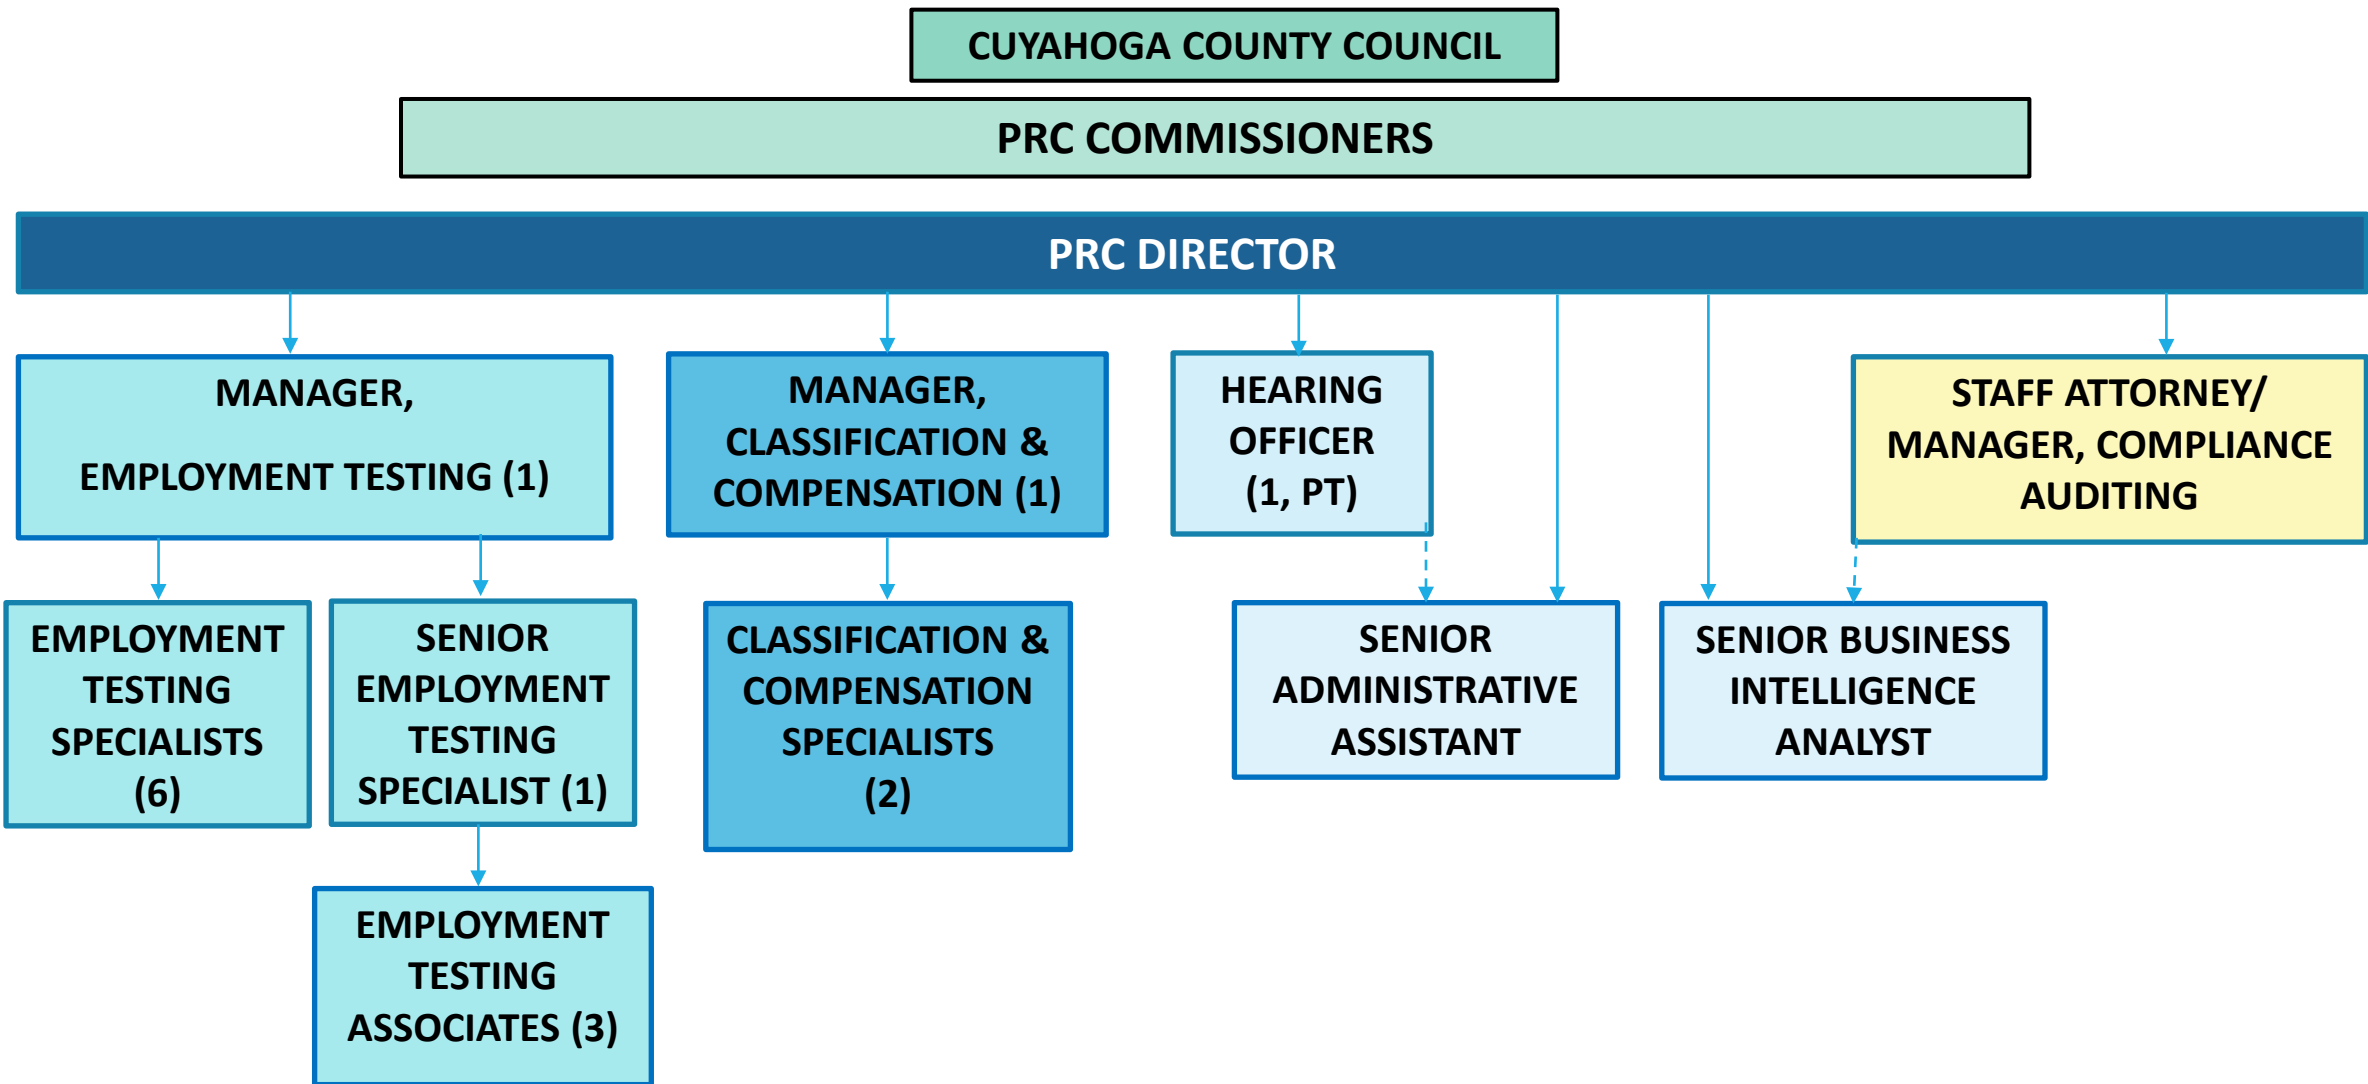 CUYAHOGA COUNTY COUNCIL
PRC COMMISSIONERS
PRC DIRECTOR
MANAGER,
EMPLOYMENT TESTING (1)
MANAGER,
CLASSIFICATION &
COMPENSATION (1)
HEARING
OFFICER
(1, PT)
STAFF ATTORNEY/
MANAGER, COMPLIANCE
AUDITING
EMPLOYMENT
TESTING
SPECIALISTS
(6)
SENIOR
EMPLOYMENT
TESTING
SPECIALIST (1)
CLASSIFICATION &
COMPENSATION
SPECIALISTS
(2)
SENIOR
ADMINISTRATIVE
ASSISTANT
SENIOR BUSINESS
INTELLIGENCE
ANALYST
EMPLOYMENT
TESTING
ASSOCIATES (3)